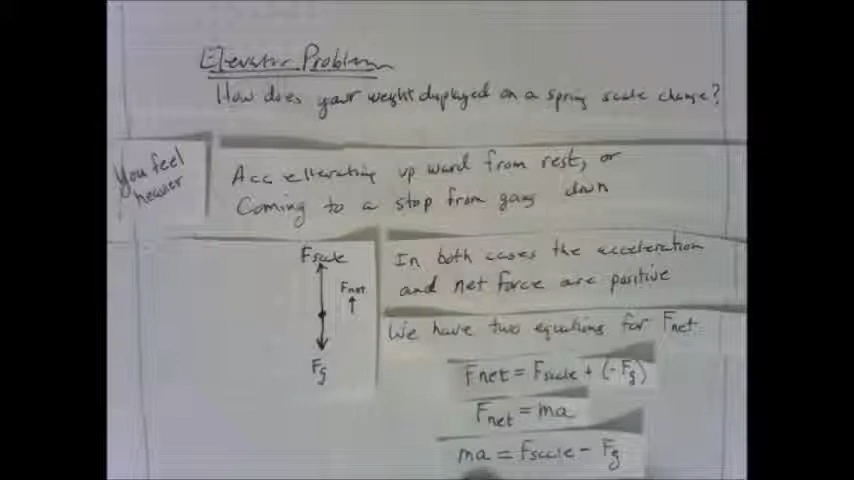 Elevator Problem
How does your weight displayed on a spring scale change?
You feel
heavier
Accellerating upward from rest, or
Coming to a stop from going down
Fscale
Fnet
Fg
In both cases the acceleration
and net force are positive
We have two equations for Fnet
Fnet = Fscale + (-Fg)
Fnet = ma
ma = Fscale - Fg